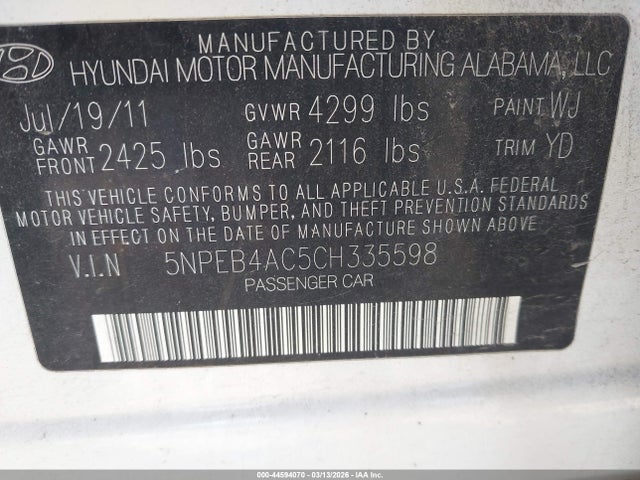 MANUFACTURED BY
HYUNDAI MOTOR MANUFACTURING ALABAMA, LLC
Jul/19/11 GVWR 4299 lbs PAINT WJ
GAWR FRONT 2425 lbs GAWR REAR 2116 lbs TRIM YD
THIS VEHICLE CONFORMS TO ALL APPLICABLE U.S.A. FEDERAL
MOTOR VEHICLE SAFETY, BUMPER, AND THEFT PREVENTION STANDARDS
IN EFFECT ON THE DATE OF MANUFACTURE SHOWN ABOVE
V.I.N 5NPEB4AC5CH335598
PASSENGER CAR
000-44594070 | 03/13/2026 | IAA Inc.